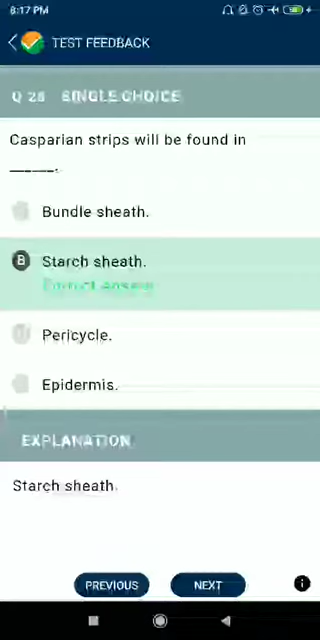 8:17 PM
TEST FEEDBACK
Q 28 SINGLE CHOICE
Casparian strips will be found in
______.
Bundle sheath.
B Starch sheath.
Correct answer
Pericycle.
Epidermis.
EXPLANATION
Starch sheath.
PREVIOUS NEXT